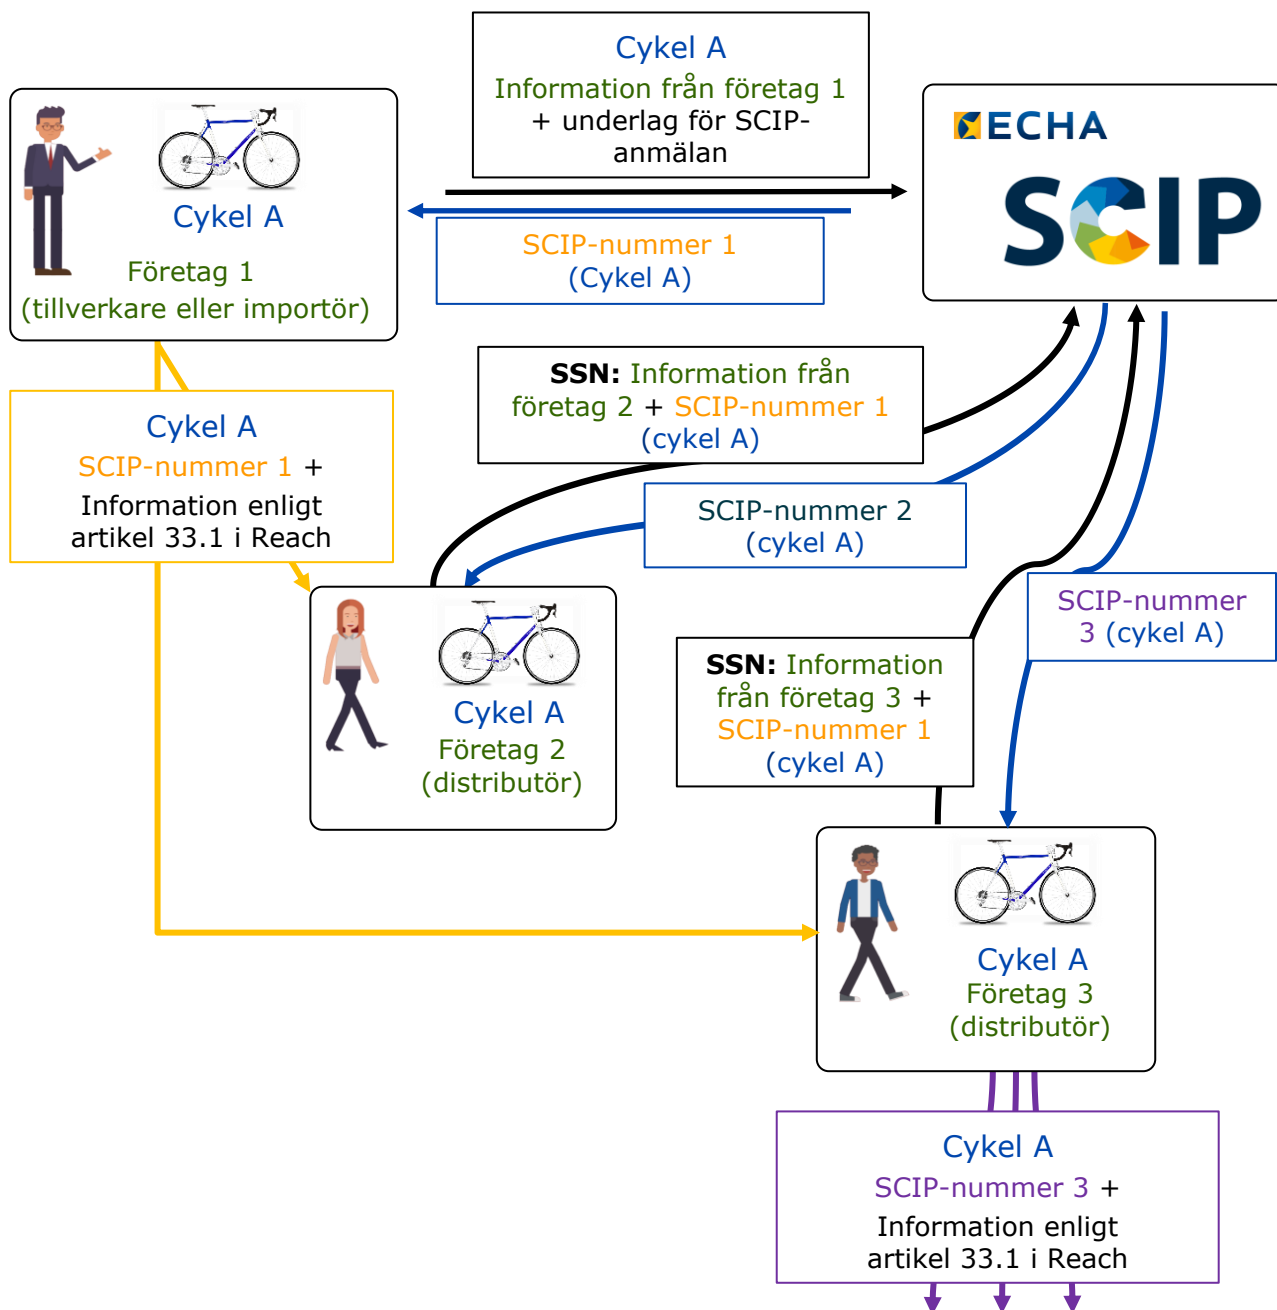 Cykel A
Information från företag 1
+ underlag för SCIP-
anmälan
ECHA
SCIP
Cykel A
Företag 1
(tillverkare eller importör)
SCIP-nummer 1
(Cykel A)
SSN: Information från
företag 2 + SCIP-nummer 1
(cykel A)
Cykel A
SCIP-nummer 1 +
Information enligt
artikel 33.1 i Reach
SCIP-nummer 2
(cykel A)
SCIP-nummer
3 (cykel A)
Cykel A
Företag 2
(distributör)
SSN: Information
från företag 3 +
SCIP-nummer 1
(cykel A)
Cykel A
Företag 3
(distributör)
Cykel A
SCIP-nummer 3 +
Information enligt
artikel 33.1 i Reach